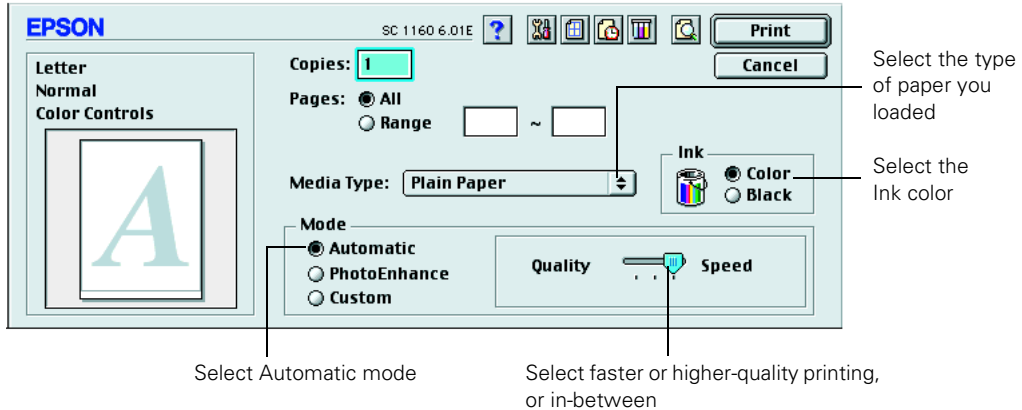 EPSON
SC 1160 6.01E
?
Print
Cancel
Letter
Normal
Color Controls
A
Copies: 1
Pages: All
Range ~
Media Type: Plain Paper
Ink
Color
Black
Mode
Automatic
PhotoEnhance
Custom
Quality Speed
Select the type
of paper you
loaded
Select the
Ink color
Select Automatic mode
Select faster or higher-quality printing,
or in-between